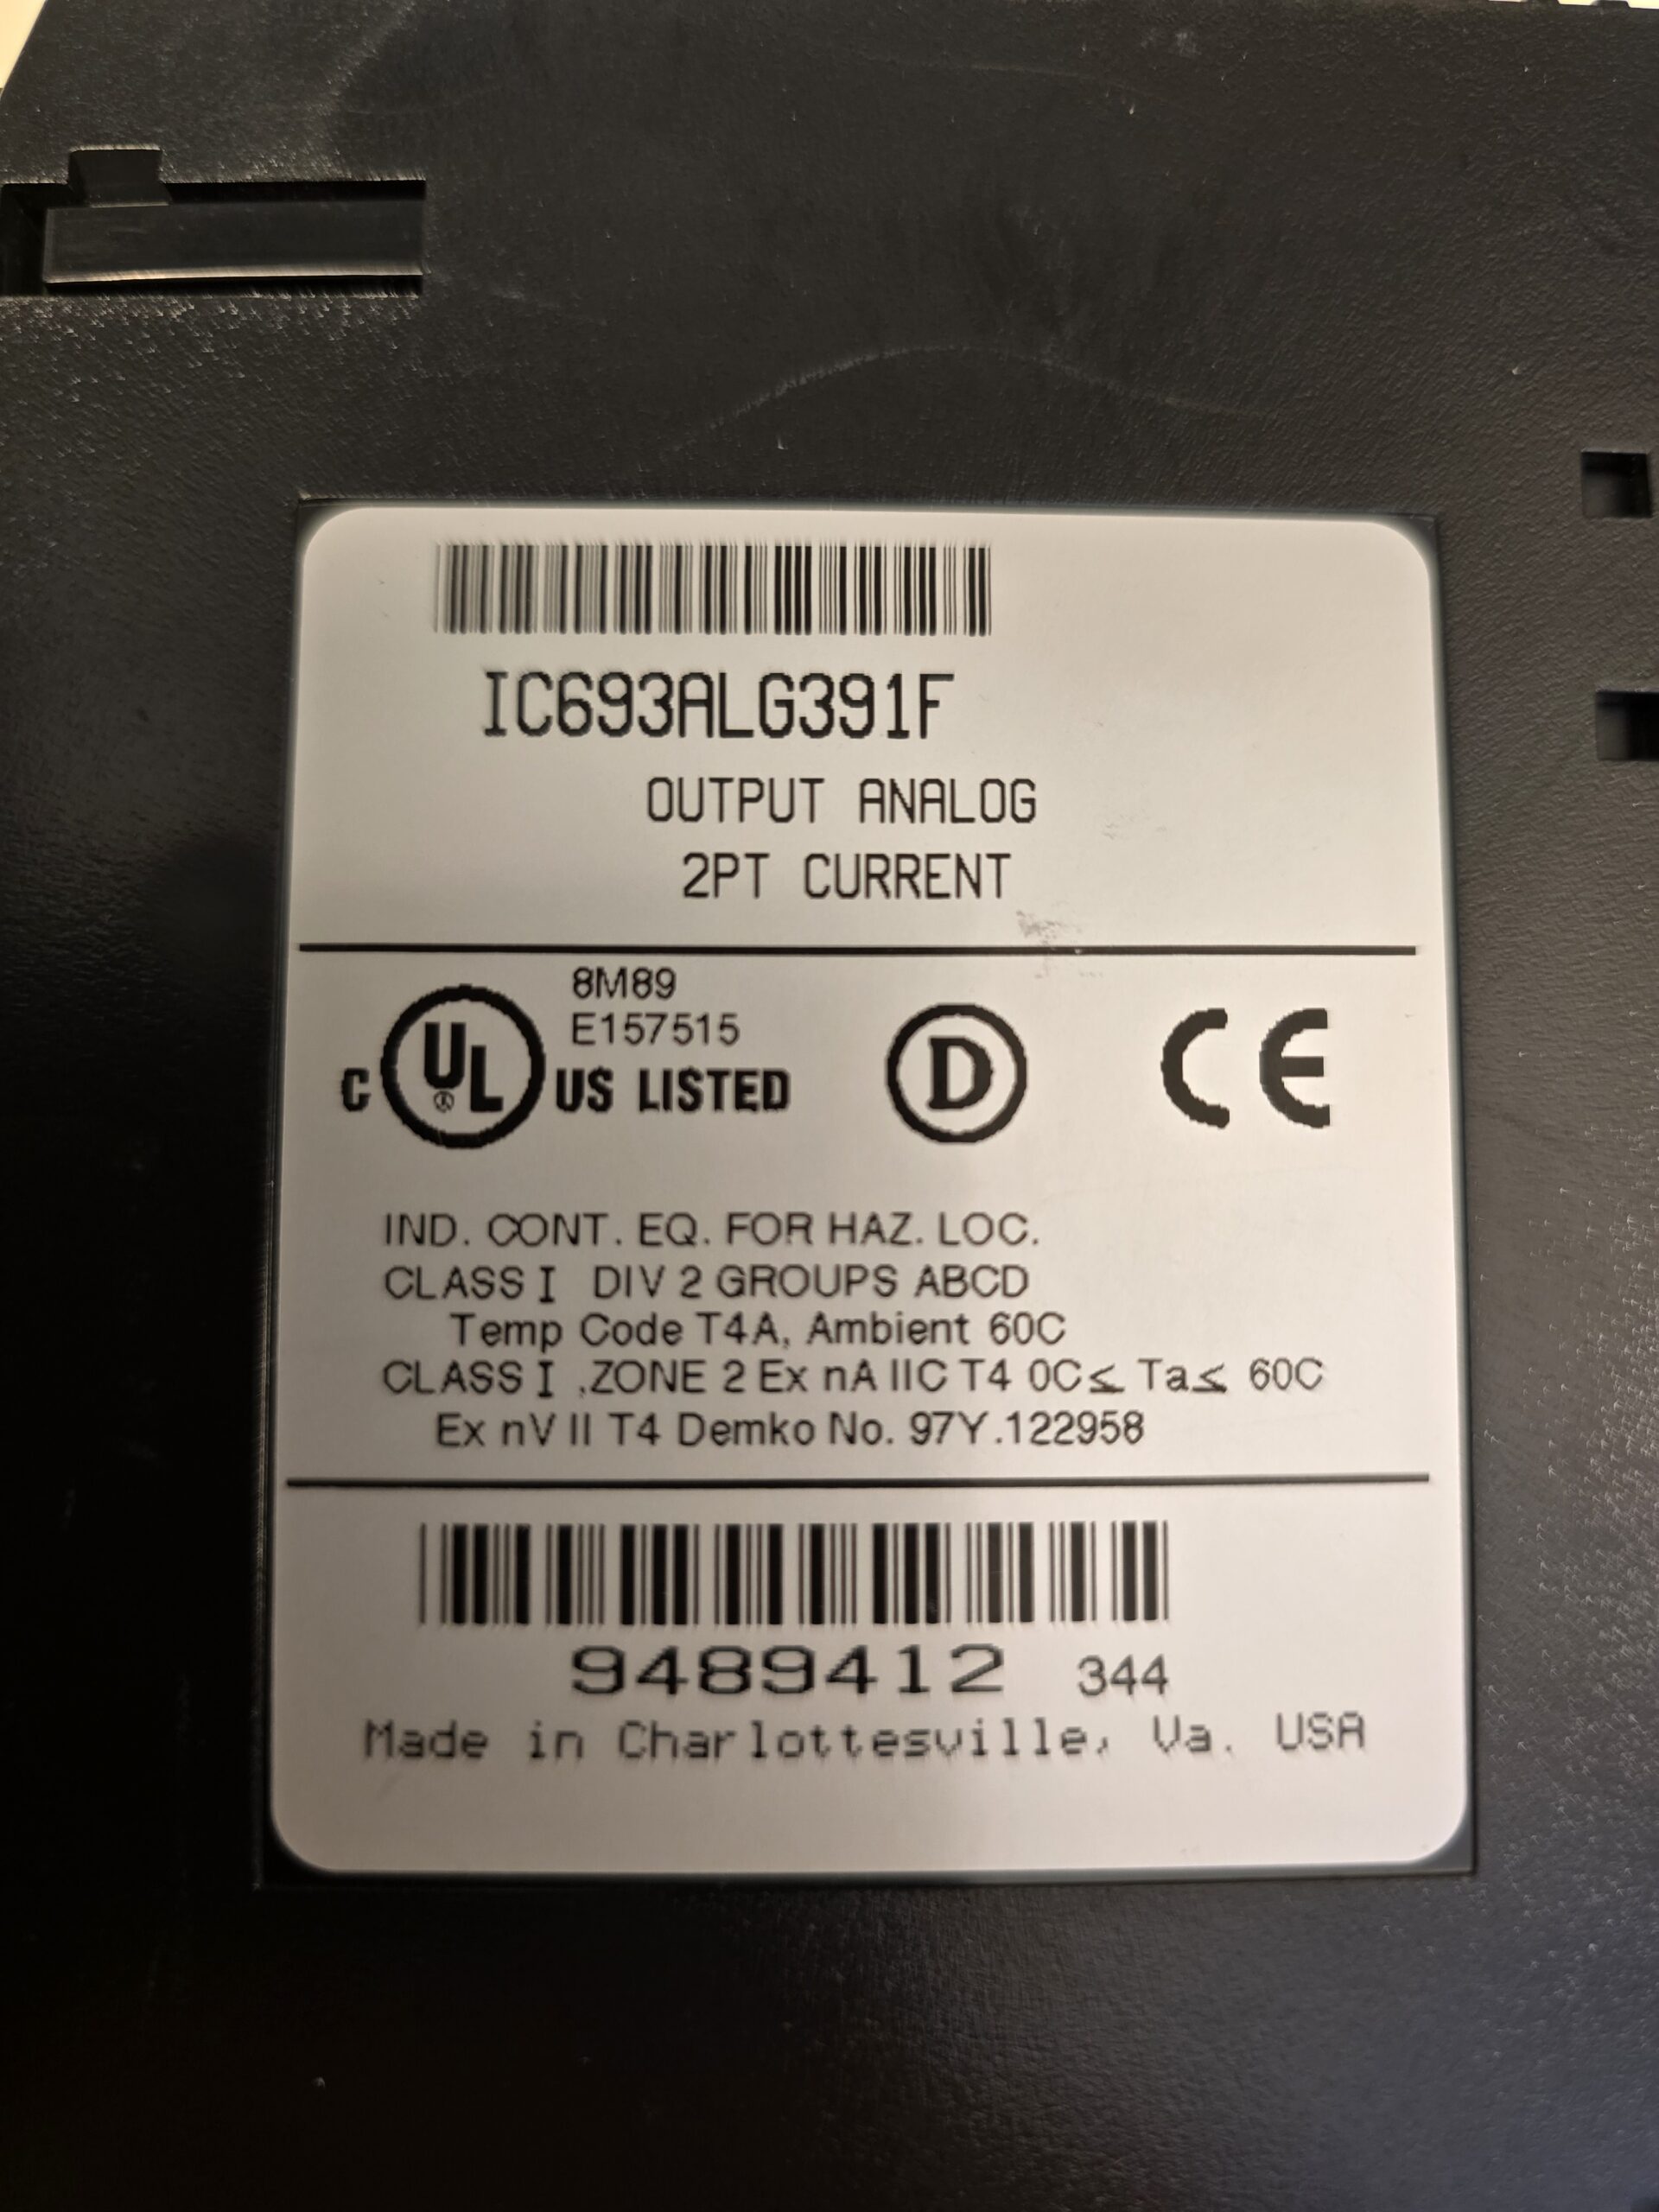 IC693ALG391F
OUTPUT ANALOG
2PT CURRENT
8M89
E157515
C UL US LISTED
D
CE
IND. CONT. EQ. FOR HAZ. LOC.
CLASS I DIV 2 GROUPS ABCD
Temp Code T4A, Ambient 60C
CLASS I ,ZONE 2 Ex nA IIC T4 0C≤ Ta≤ 60C
Ex nV II T4 Demko No. 97Y.122958
9489412 344
Made in Charlottesville, Va. USA